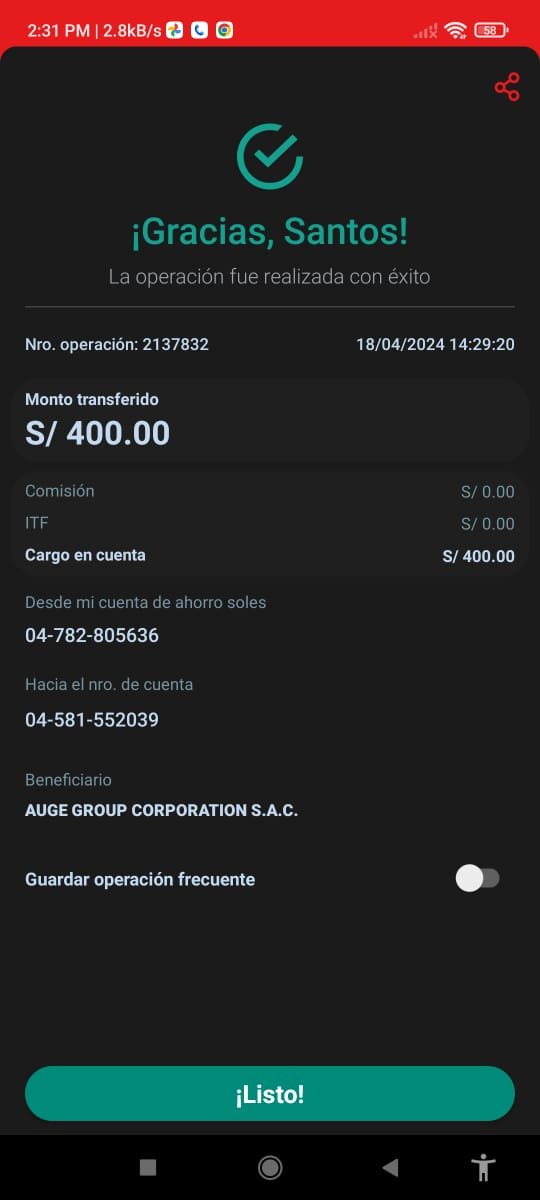 2:31 PM | 2.8kB/s 58
¡Gracias, Santos!
La operación fue realizada con éxito
Nro. operación: 2137832 18/04/2024 14:29:20
Monto transferido
S/ 400.00
Comisión S/ 0.00
ITF S/ 0.00
Cargo en cuenta S/ 400.00
Desde mi cuenta de ahorro soles
04-782-805636
Hacia el nro. de cuenta
04-581-552039
Beneficiario
AUGE GROUP CORPORATION S.A.C.
Guardar operación frecuente
¡Listo!